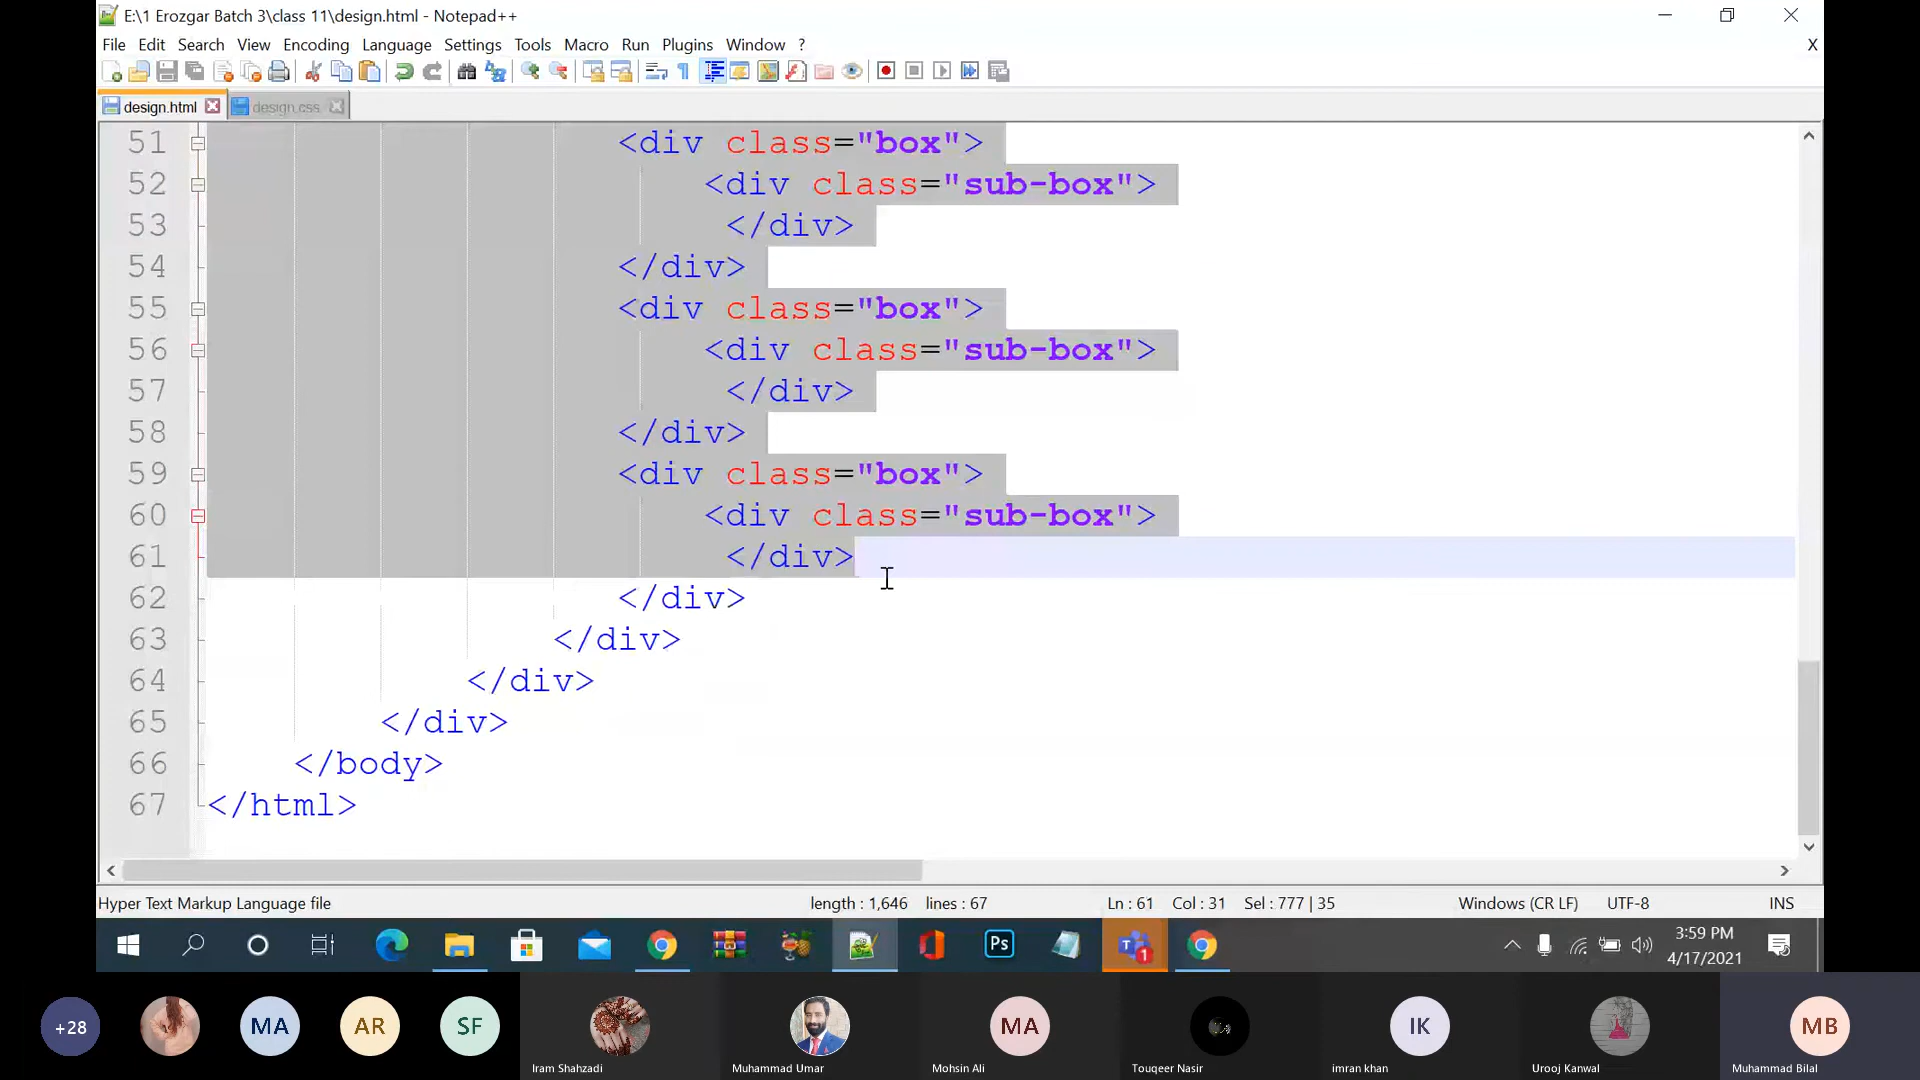 E:\1 Erozgar Batch 3\class 11\design.html - Notepad++
File Edit Search View Encoding Language Settings Tools Macro Run Plugins Window ? X
design.html design.css
51 <div class="box">
52 <div class="sub-box">
53 </div>
54 </div>
55 <div class="box">
56 <div class="sub-box">
57 </div>
58 </div>
59 <div class="box">
60 <div class="sub-box">
61 </div>
62 </div>
63 </div>
64 </div>
65 </div>
66 </body>
67 </html>
Hyper Text Markup Language file length : 1,646 lines : 67 Ln : 61 Col : 31 Sel : 777 | 35 Windows (CR LF) UTF-8 INS
Ps 1 3:59 PM
4/17/2021
+28 MA AR SF MA IK MB
Iram Shahzadi Muhammad Umar Mohsin Ali Touqeer Nasir imran khan Urooj Kanwal Muhammad Bilal